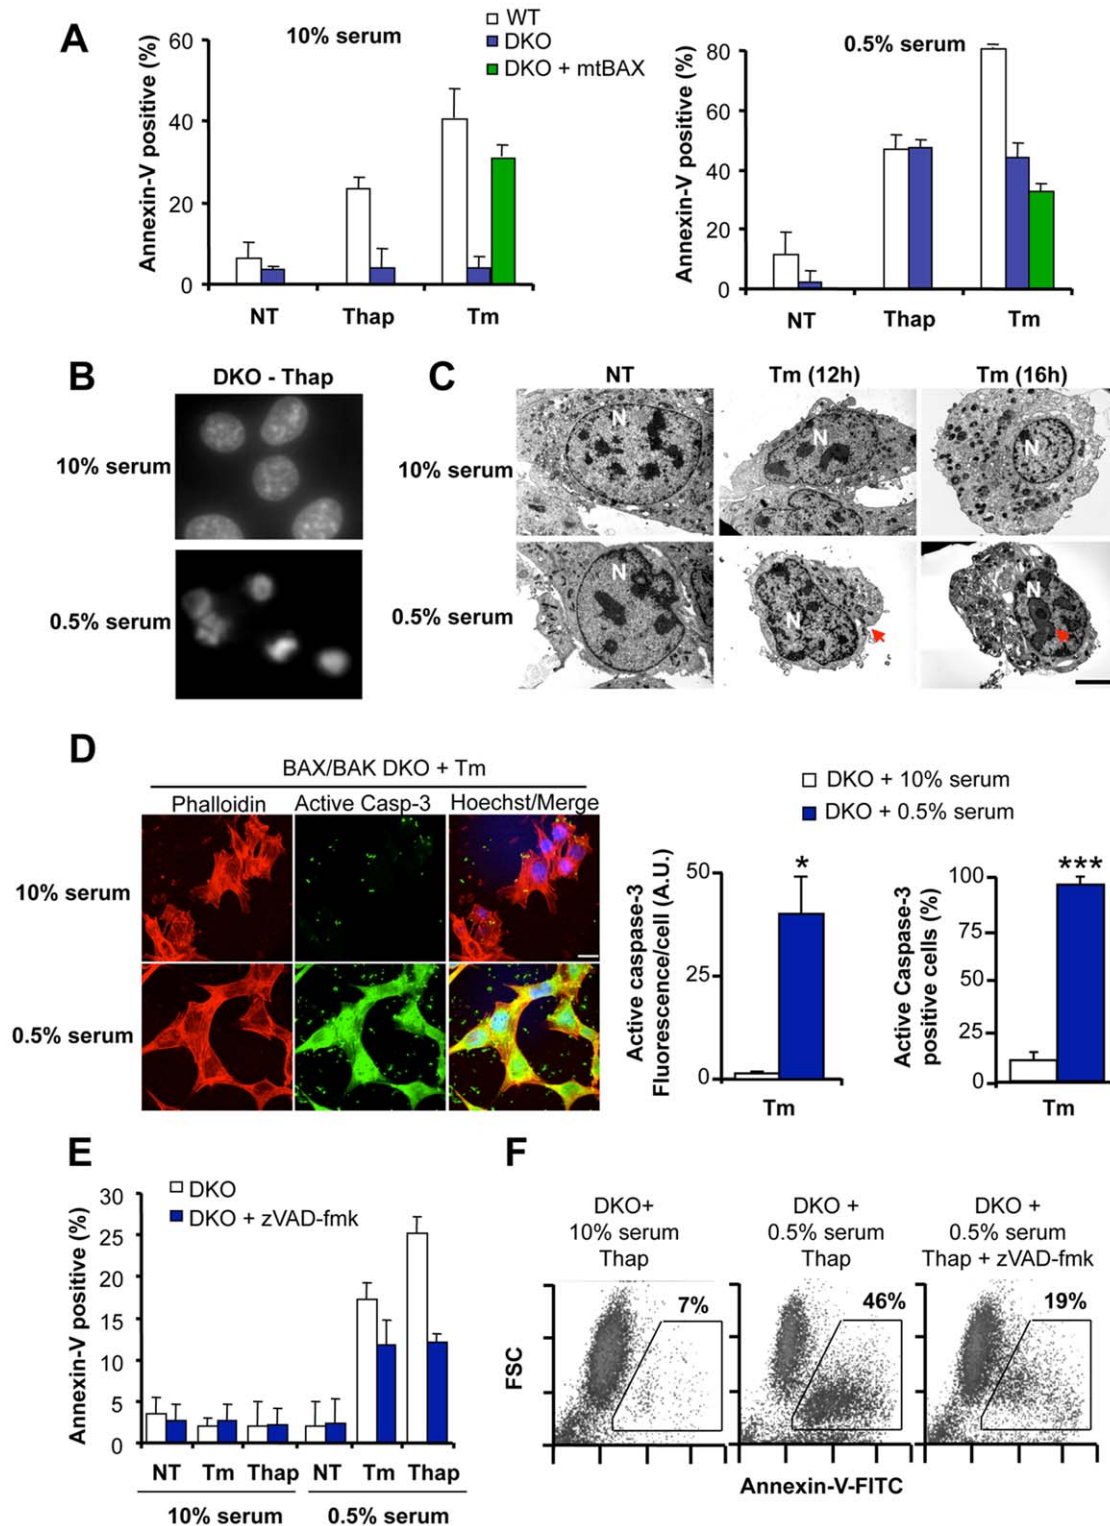 A
10% serum
WT
DKO
DKO + mtBAX
0.5% serum
Annexin-V positive (%)
60
40
20
0
NT
Thap
Tm
Annexin-V positive (%)
80
60
40
20
0
NT
Thap
Tm
B
DKO - Thap
10% serum
0.5% serum
C
NT
Tm (12h)
Tm (16h)
10% serum
0.5% serum
N
N
N
N
N
N
D
BAX/BAK DKO + Tm
Phalloidin
Active Casp-3
Hoechst/Merge
10% serum
0.5% serum
DKO + 10% serum
DKO + 0.5% serum
Active caspase-3
Fluorescence/cell (A.U.)
50
25
0
*
Tm
Active Caspase-3
positive cells (%)
100
75
50
25
0
***
Tm
E
DKO
DKO + zVAD-fmk
Annexin-V positive (%)
30
25
20
15
10
5
0
NT
Tm
Thap
NT
Tm
Thap
10% serum
0.5% serum
F
DKO+
10% serum
Thap
DKO +
0.5% serum
Thap
DKO +
0.5% serum
Thap + zVAD-fmk
7%
46%
19%
FSC
Annexin-V-FITC